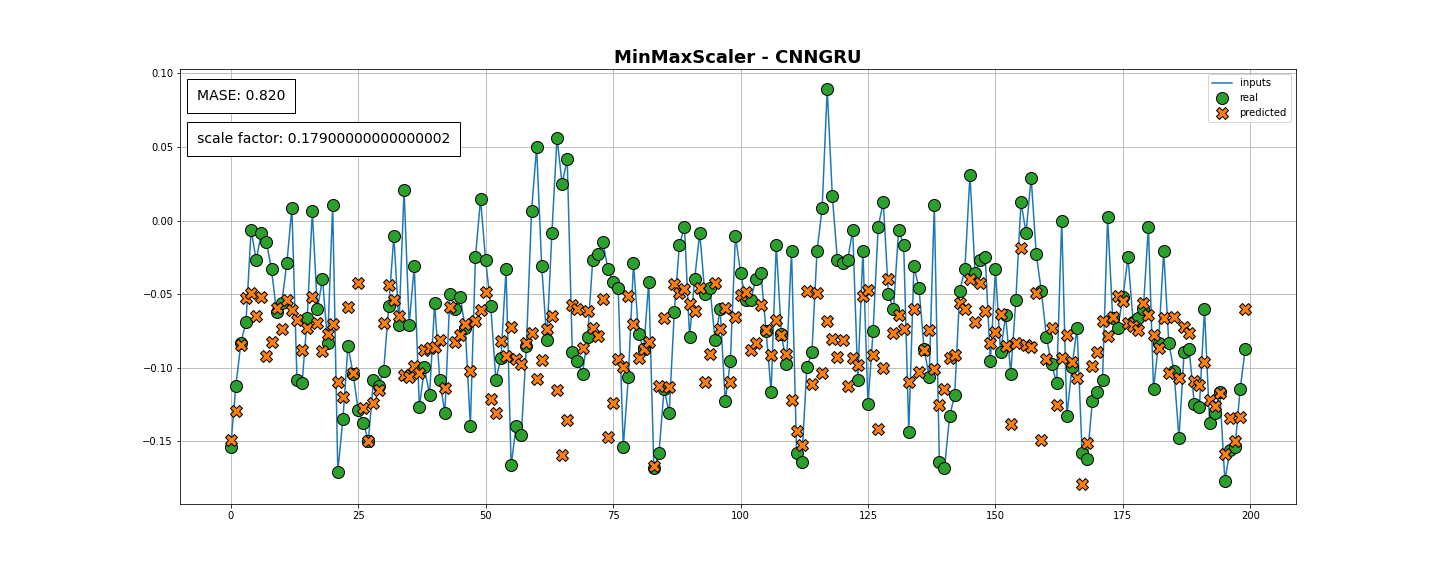 MinMaxScaler - CNNGRU
MASE: 0.820
scale factor: 0.17900000000000002
inputs
real
predicted
0.10
0.05
0.00
−0.05
−0.10
−0.15
0 25 50 75 100 125 150 175 200